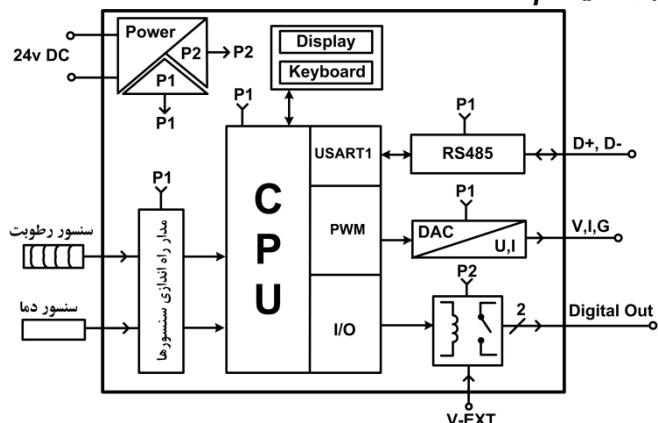 Power
24v DC
P2
P2
P1
P1
Display
Keyboard
P1
P1
USART1
RS485
D+, D-
P1
سنسور رطوبت
مدار راه اندازی سنسورها
CPU
PWM
P1
DAC
U,I
V,I,G
سنسور دما
I/O
P2
2
Digital Out
V-EXT